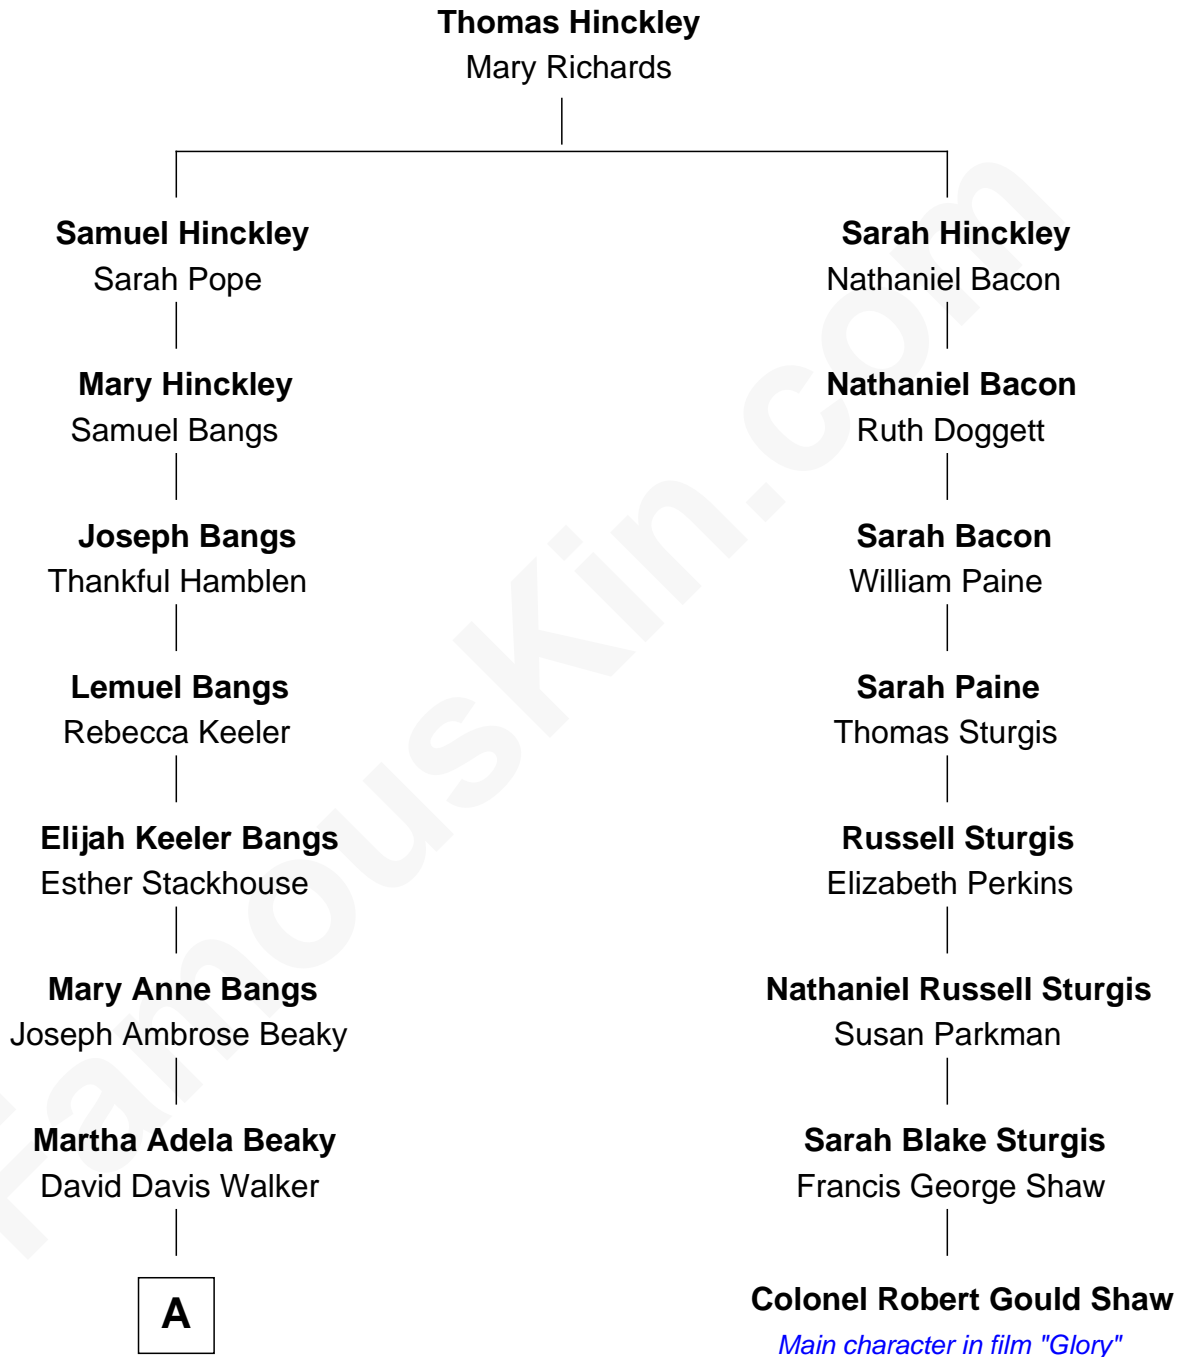 Thomas Hinckley
Mary Richards
Samuel Hinckley
Sarah Pope
Mary Hinckley
Samuel Bangs
Joseph Bangs
Thankful Hamblen
Lemuel Bangs
Rebecca Keeler
Elijah Keeler Bangs
Esther Stackhouse
Mary Anne Bangs
Joseph Ambrose Beaky
Martha Adela Beaky
David Davis Walker
A
Sarah Hinckley
Nathaniel Bacon
Nathaniel Bacon
Ruth Doggett
Sarah Bacon
William Paine
Sarah Paine
Thomas Sturgis
Russell Sturgis
Elizabeth Perkins
Nathaniel Russell Sturgis
Susan Parkman
Sarah Blake Sturgis
Francis George Shaw
Colonel Robert Gould Shaw
Main character in film "Glory"
FamousKin.com